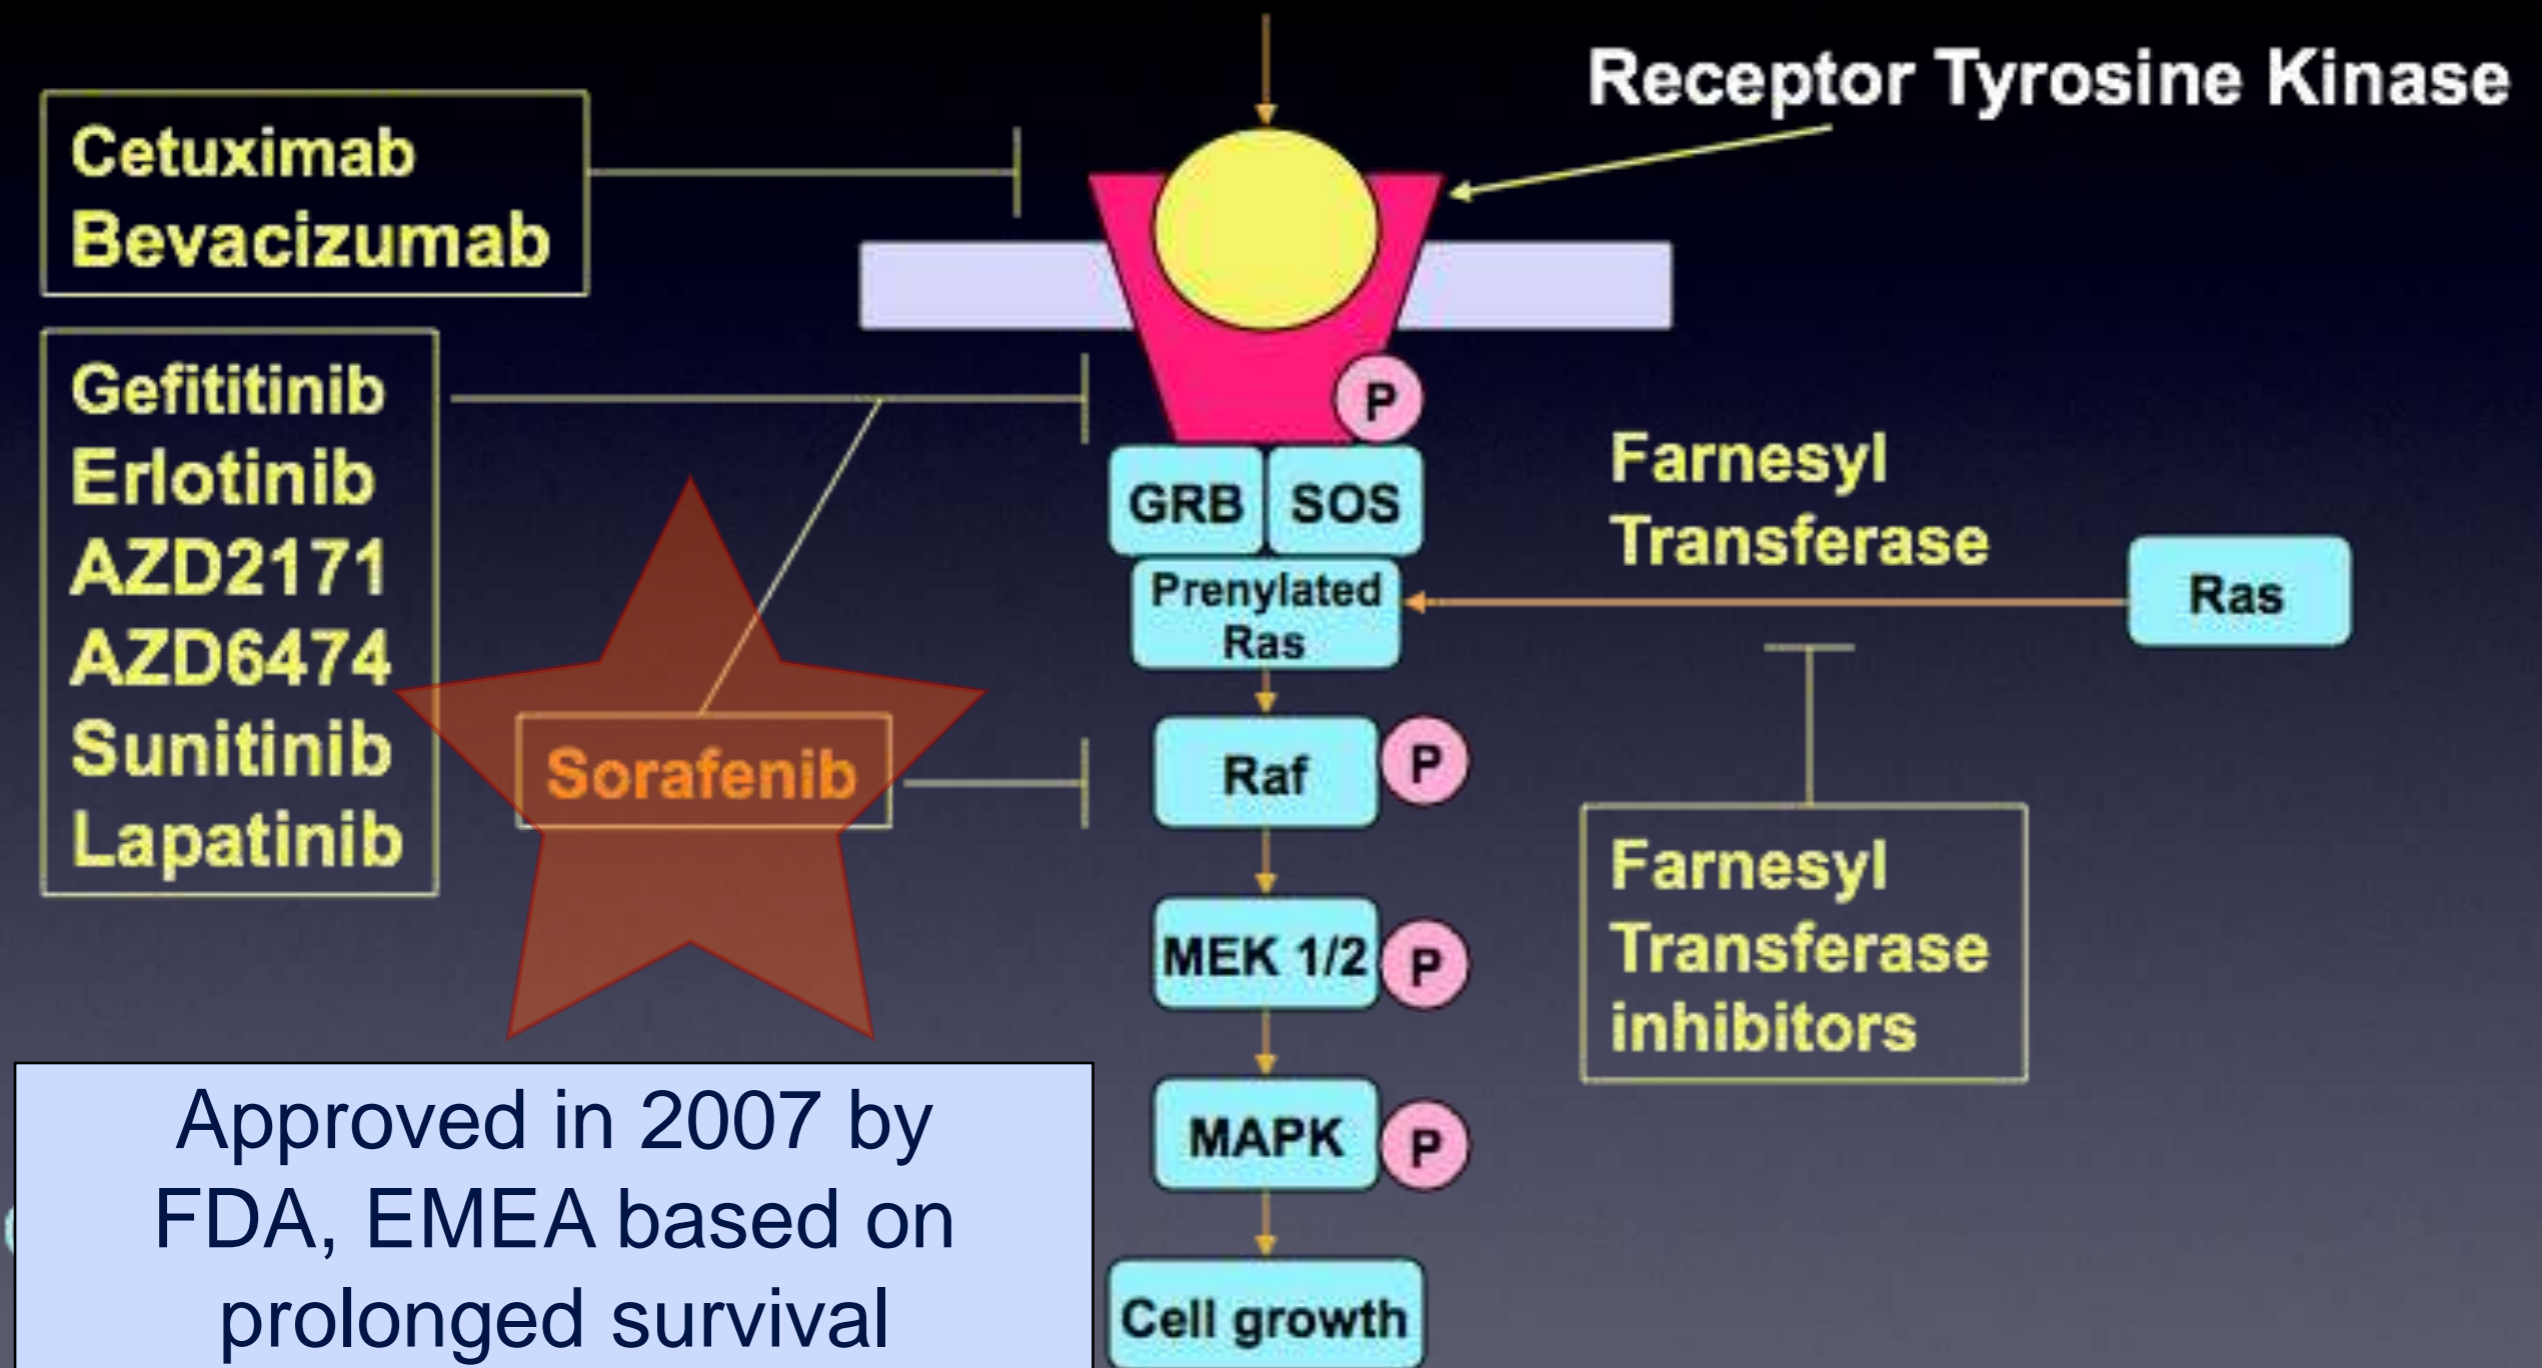 Receptor Tyrosine Kinase
Cetuximab
Bevacizumab
Gefititinib
Erlotinib
AZD2171
AZD6474
Sunitinib
Lapatinib
Sorafenib
P
GRB
SOS
Prenylated
Ras
Farnesyl
Transferase
Ras
Raf
P
MEK 1/2
P
MAPK
P
Cell growth
Farnesyl
Transferase
inhibitors
Approved in 2007 by
FDA, EMEA based on
prolonged survival